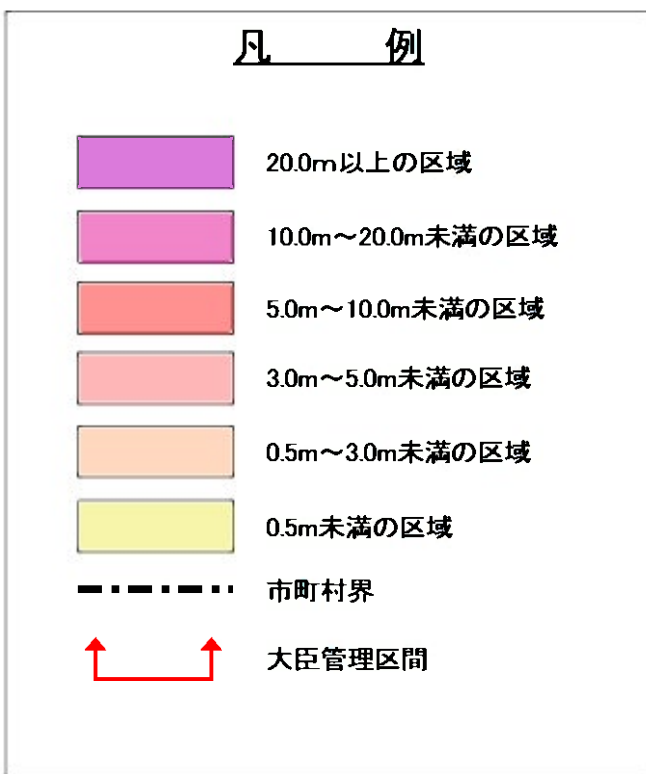 凡　例
20.0m以上の区域
10.0m～20.0m未満の区域
5.0m～10.0m未満の区域
3.0m～5.0m未満の区域
0.5m～3.0m未満の区域
0.5m未満の区域
市町村界
大臣管理区間